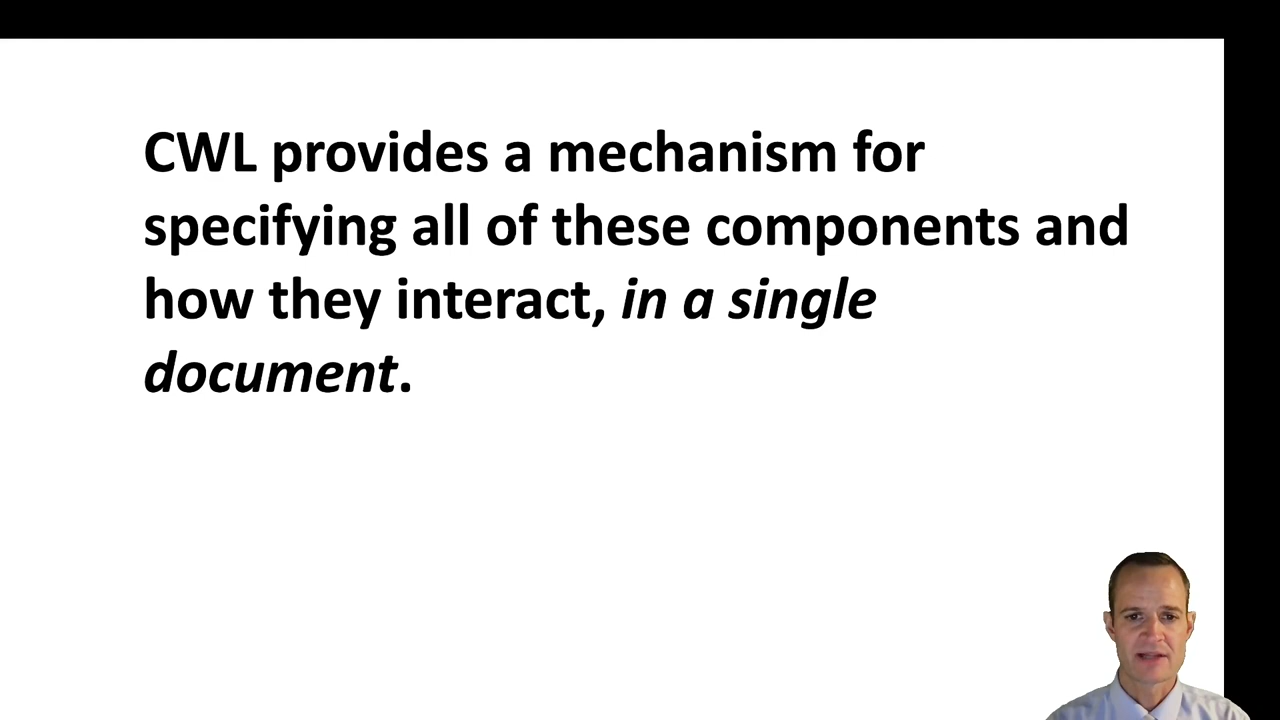 CWL provides a mechanism for
specifying all of these components and
how they interact, in a single
document.